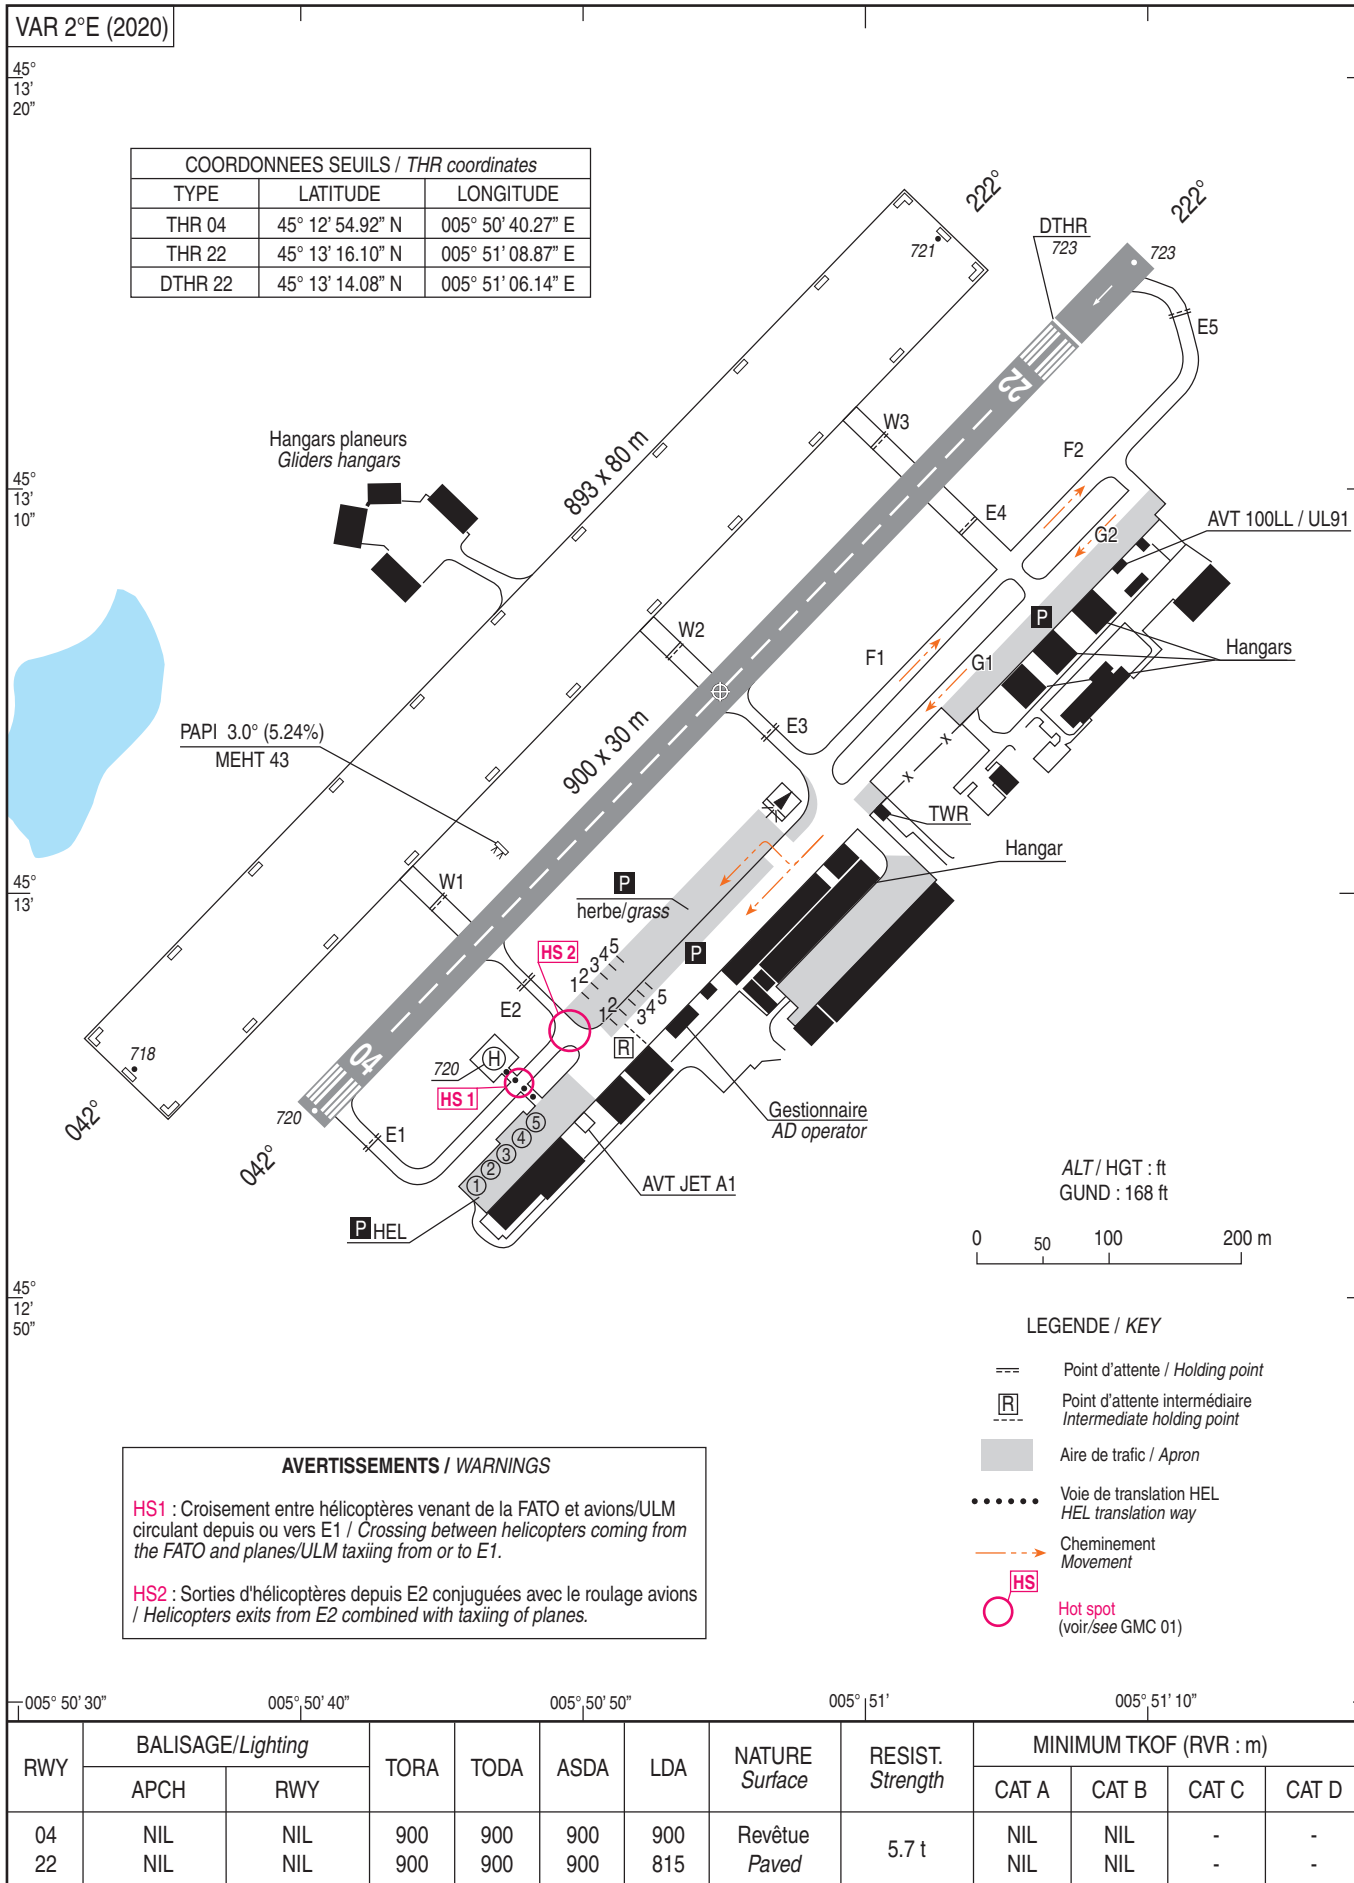 VAR 2°E (2020)
45°
13'
20”
COORDONNEES SEUILS / THR coordinates
TYPE LATITUDE LONGITUDE
THR 04 45° 12’ 54.92” N 005° 50’ 40.27” E
THR 22 45° 13’ 16.10” N 005° 51’ 08.87” E
DTHR 22 45° 13’ 14.08” N 005° 51’ 06.14” E
222°
222°
DTHR
723
723
721
E5
22
W3
F2
Hangars planeurs
Gliders hangars
893 x 80 m
45°
13'
10”
E4
G2
AVT 100LL / UL91
P
W2
F1
G1
Hangars
E3
PAPI 3.0° (5.24%)
MEHT 43
900 x 30 m
TWR
Hangar
45°
13'
W1
P
herbe/grass
HS 2
P
1 2 3 4 5
E2
1 2 3 4 5
R
H
720
HS 1
04
718
720
042°
042°
E1
1 2 3 4 5
Gestionnaire
AD operator
AVT JET A1
P HEL
ALT / HGT : ft
GUND : 168 ft
0 50 100 200 m
45°
12'
50”
LEGENDE / KEY
Point d’attente / Holding point
R
Point d’attente intermédiaire
Intermediate holding point
Aire de trafic / Apron
Voie de translation HEL
HEL translation way
Cheminement
Movement
HS
Hot spot
(voir/see GMC 01)
AVERTISSEMENTS / WARNINGS
HS1 : Croisement entre hélicoptères venant de la FATO et avions/ULM
circulant depuis ou vers E1 / Crossing between helicopters coming from
the FATO and planes/ULM taxiing from or to E1.
HS2 : Sorties d'hélicoptères depuis E2 conjuguées avec le roulage avions
/ Helicopters exits from E2 combined with taxiing of planes.
005° 50’ 30” 005° 50’ 40” 005° 50’ 50” 005° 51’ 005° 51’ 10”
RWY BALISAGE/Lighting TORA TODA ASDA LDA NATURE Surface RESIST. Strength MINIMUM TKOF (RVR : m)
APCH RWY CAT A CAT B CAT C CAT D
04 NIL NIL 900 900 900 900 Revêtue 5.7 t NIL NIL - -
22 NIL NIL 900 900 900 815 Paved NIL NIL - -